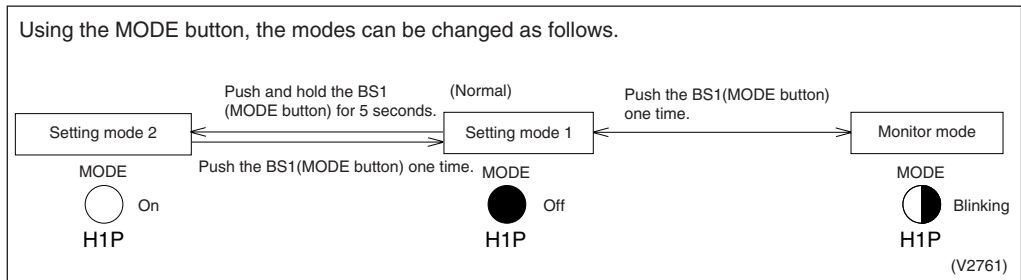 Using the MODE button, the modes can be changed as follows.
Push and hold the BS1
(MODE button) for 5 seconds.
(Normal)
Push the BS1(MODE button)
one time.
Setting mode 2
Setting mode 1
Monitor mode
Push the BS1(MODE button) one time.
MODE
On
H1P
MODE
Off
H1P
MODE
Blinking
H1P
(V2761)